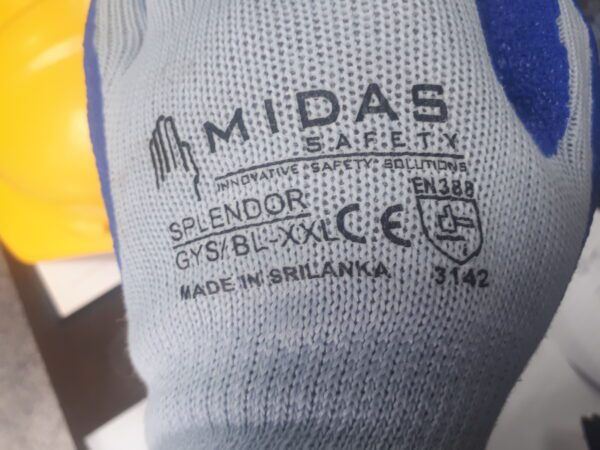 MIDAS
SAFETY
INNOVATIVE SAFETY SOLUTIONS
SPLENDOR
GYS/BL-XXL CE
EN388
MADE IN SRILANKA
3142